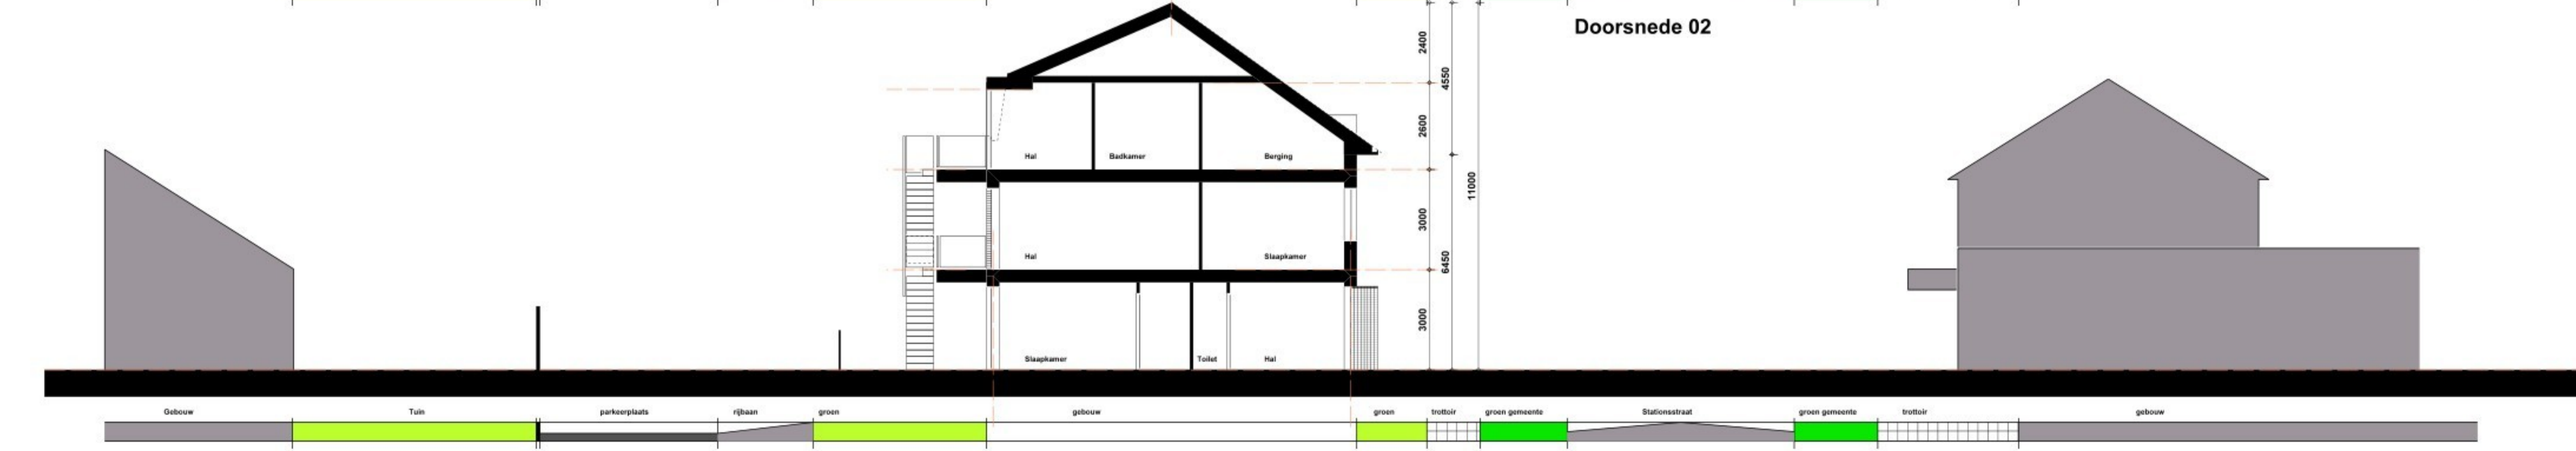 Doorsnede 02
2400
4550
2600
Hal Badkamer Berging
11000
3000
Hal Slaapkamer
6450
3000
Slaapkamer Toilet Hal
Gebouw Tuin parkeerplaats rijbaan groen gebouw groen trottoir groen gemeente Stationsstraat groen gemeente trottoir gebouw